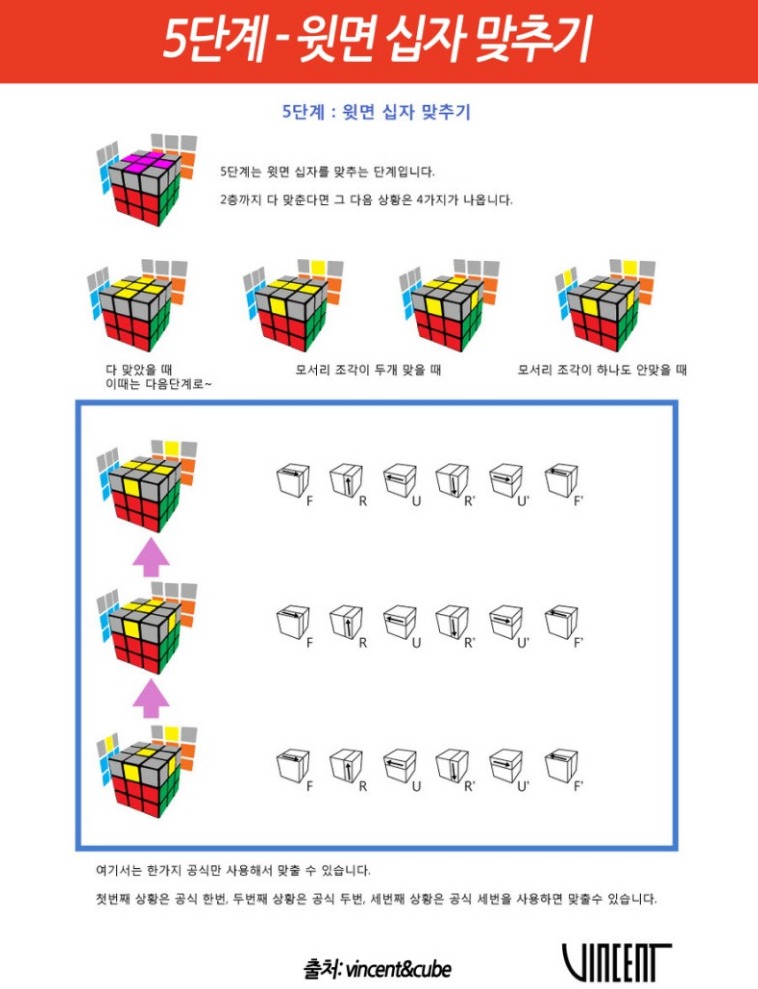 5단계 - 윗면 십자 맞추기
5단계 : 윗면 십자 맞추기
5단계는 윗면 십자를 맞추는 단계입니다.
2층까지 다 맞춘다면 그 다음 상황은 4가지가 나옵니다.
다 맞았을 때
이때는 다음단계로~
모서리 조각이 두개 맞을 때
모서리 조각이 하나도 안맞을 때
F R U R' U' F'
F R U R' U' F'
F R U R' U' F'
여기서는 한가지 공식만 사용해서 맞출 수 있습니다.
첫번째 상황은 공식 한번, 두번째 상황은 공식 두번, 세번째 상황은 공식 세번을 사용하면 맞출수 있습니다.
출처: vincent&cube
VINCENT